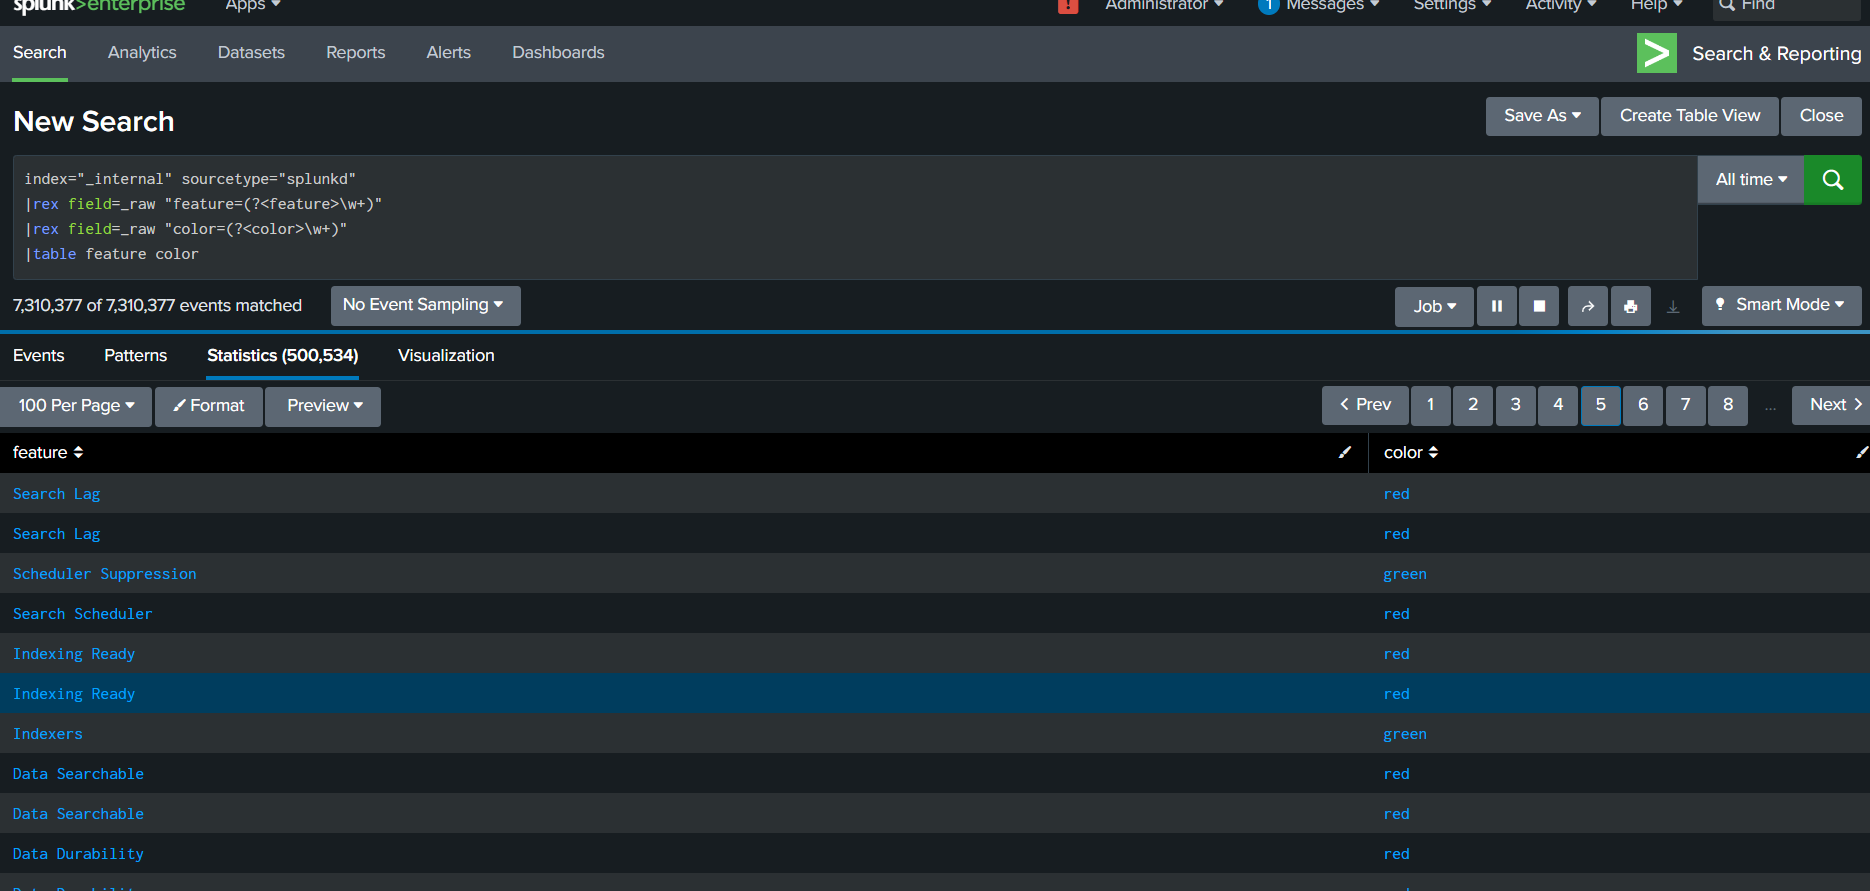 splunk>enterprise Apps Administrator 1 Messages Settings Activity Help Find
Search Analytics Datasets Reports Alerts Dashboards Search & Reporting
New Search
Save As Create Table View Close
index="_internal" sourcetype="splunkd"
|rex field=_raw "feature=(?<feature>\w+)"
|rex field=_raw "color=(?<color>\w+)"
|table feature color
All time
7,310,377 of 7,310,377 events matched No Event Sampling Job Smart Mode
Events Patterns Statistics (500,534) Visualization
100 Per Page Format Preview < Prev 1 2 3 4 5 6 7 8 ... Next >
feature color
Search Lag red
Search Lag red
Scheduler Suppression green
Search Scheduler red
Indexing Ready red
Indexing Ready red
Indexers green
Data Searchable red
Data Searchable red
Data Durability red